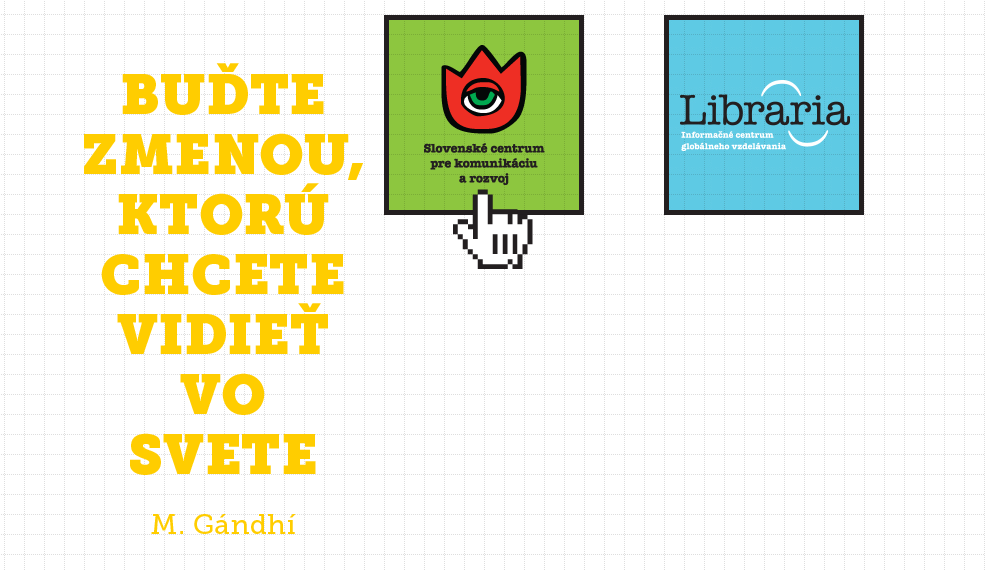 BUĎTE
ZMENOU,
KTORÚ
CHCETE
VIDIEŤ
VO
SVETE
M. Gándhí
Slovenské centrum
pre komunikáciu
a rozvoj
Libraria
Informačné centrum
globálneho vzdelávania